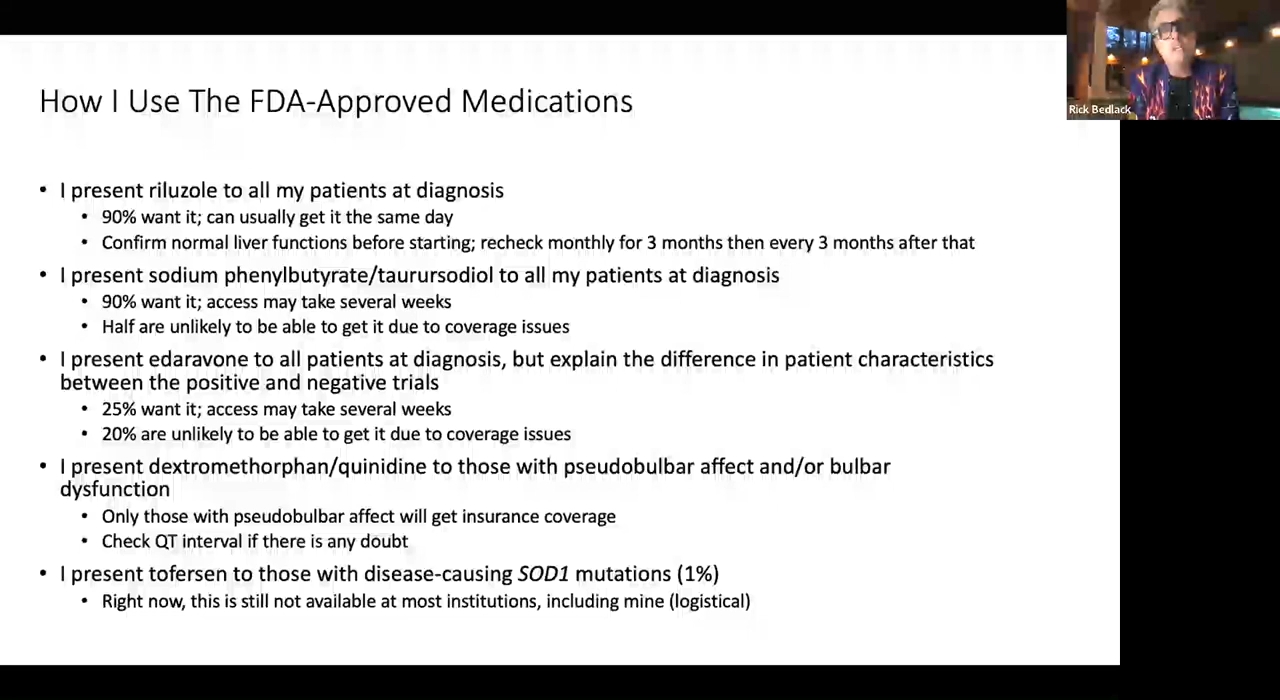 Rick Bedlack
How I Use The FDA-Approved Medications
• I present riluzole to all my patients at diagnosis
• 90% want it; can usually get it the same day
• Confirm normal liver functions before starting; recheck monthly for 3 months then every 3 months after that
• I present sodium phenylbutyrate/taurursodiol to all my patients at diagnosis
• 90% want it; access may take several weeks
• Half are unlikely to be able to get it due to coverage issues
• I present edaravone to all patients at diagnosis, but explain the difference in patient characteristics
between the positive and negative trials
• 25% want it; access may take several weeks
• 20% are unlikely to be able to get it due to coverage issues
• I present dextromethorphan/quinidine to those with pseudobulbar affect and/or bulbar
dysfunction
• Only those with pseudobulbar affect will get insurance coverage
• Check QT interval if there is any doubt
• I present tofersen to those with disease-causing SOD1 mutations (1%)
• Right now, this is still not available at most institutions, including mine (logistical)